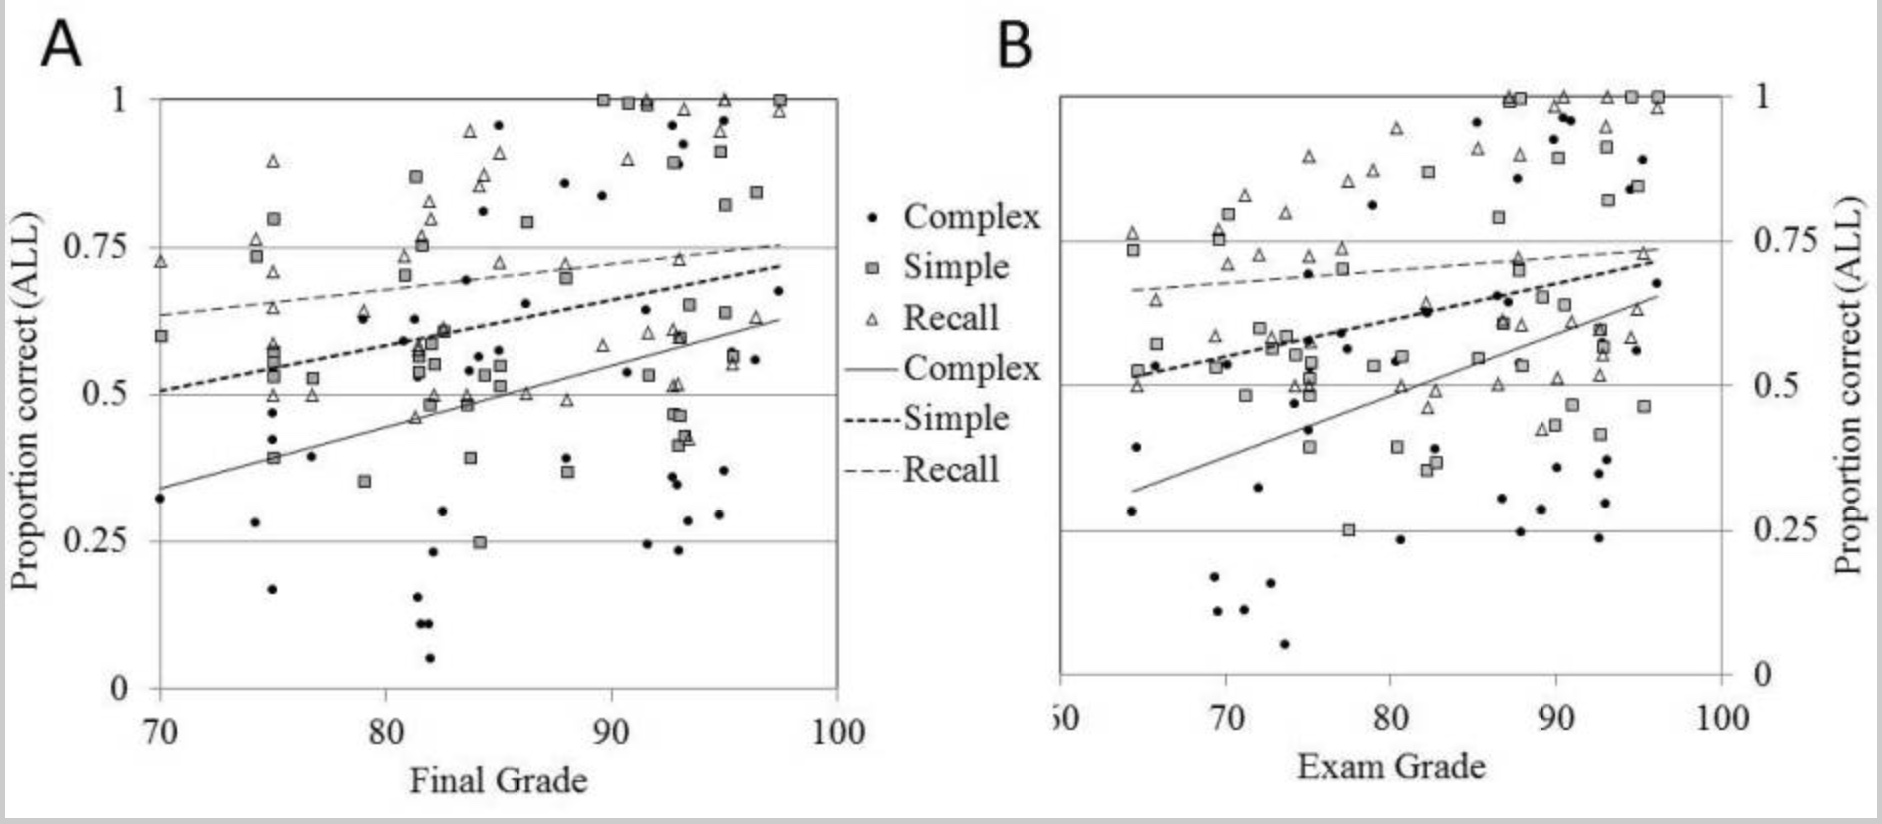 A
B
1
0.75
0.5
0.25
0
Proportion correct (ALL)
70
80
90
100
Final Grade
Complex
Simple
Recall
Complex
Simple
Recall
1
0.75
0.5
0.25
0
Proportion correct (ALL)
70
80
90
100
Exam Grade